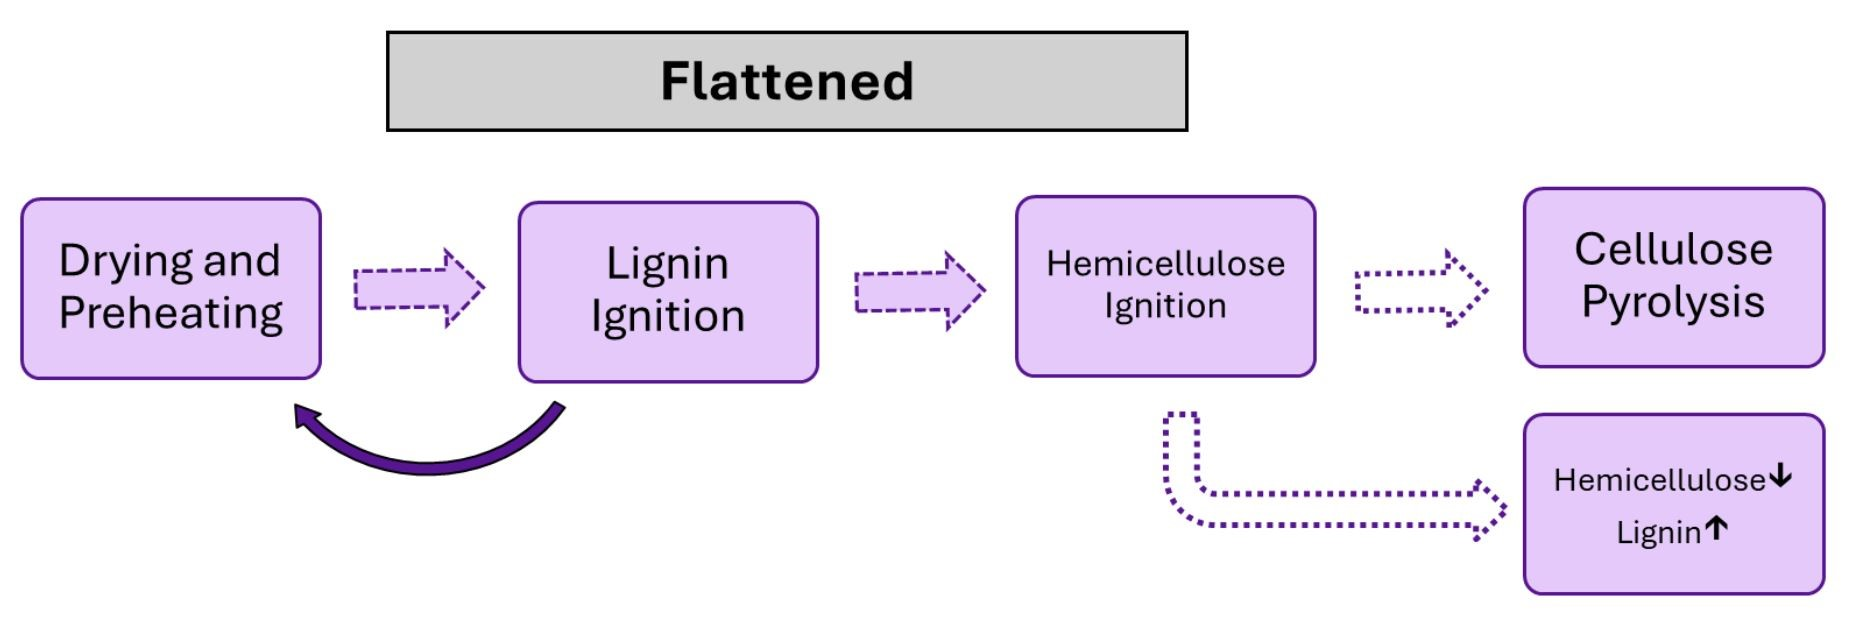 Flattened
Drying and
Preheating
Lignin
Ignition
Hemicellulose
Ignition
Cellulose
Pyrolysis
Hemicellulose↓
Lignin↑